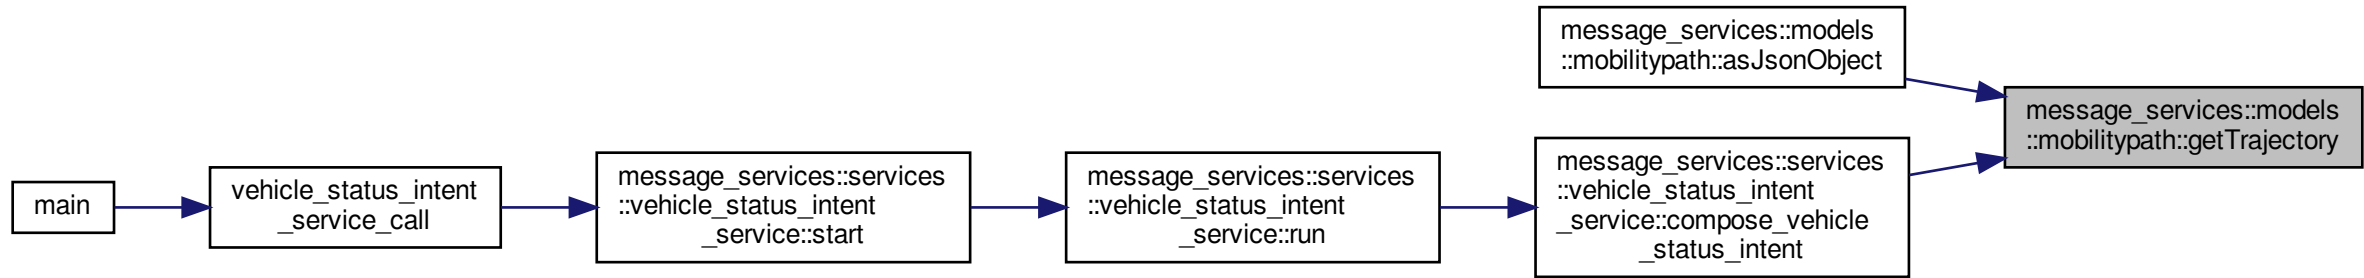 main
vehicle_status_intent
_service_call
message_services::services
::vehicle_status_intent
_service::start
message_services::services
::vehicle_status_intent
_service::run
message_services::models
::mobilitypath::asJsonObject
message_services::services
::vehicle_status_intent
_service::compose_vehicle
_status_intent
message_services::models
::mobilitypath::getTrajectory